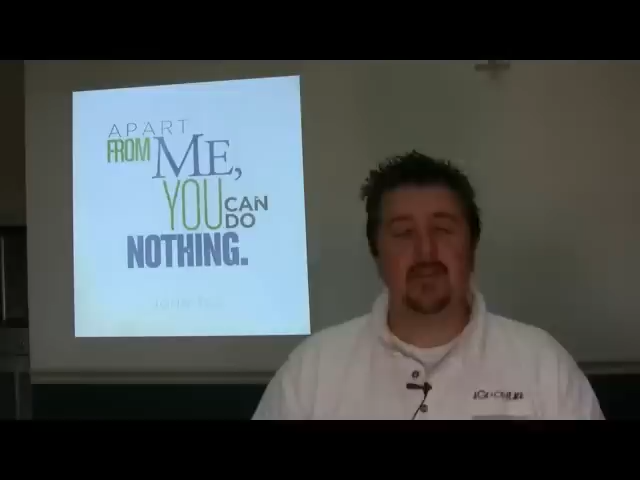 APART
FROM ME,
YOU CAN
DO
NOTHING.